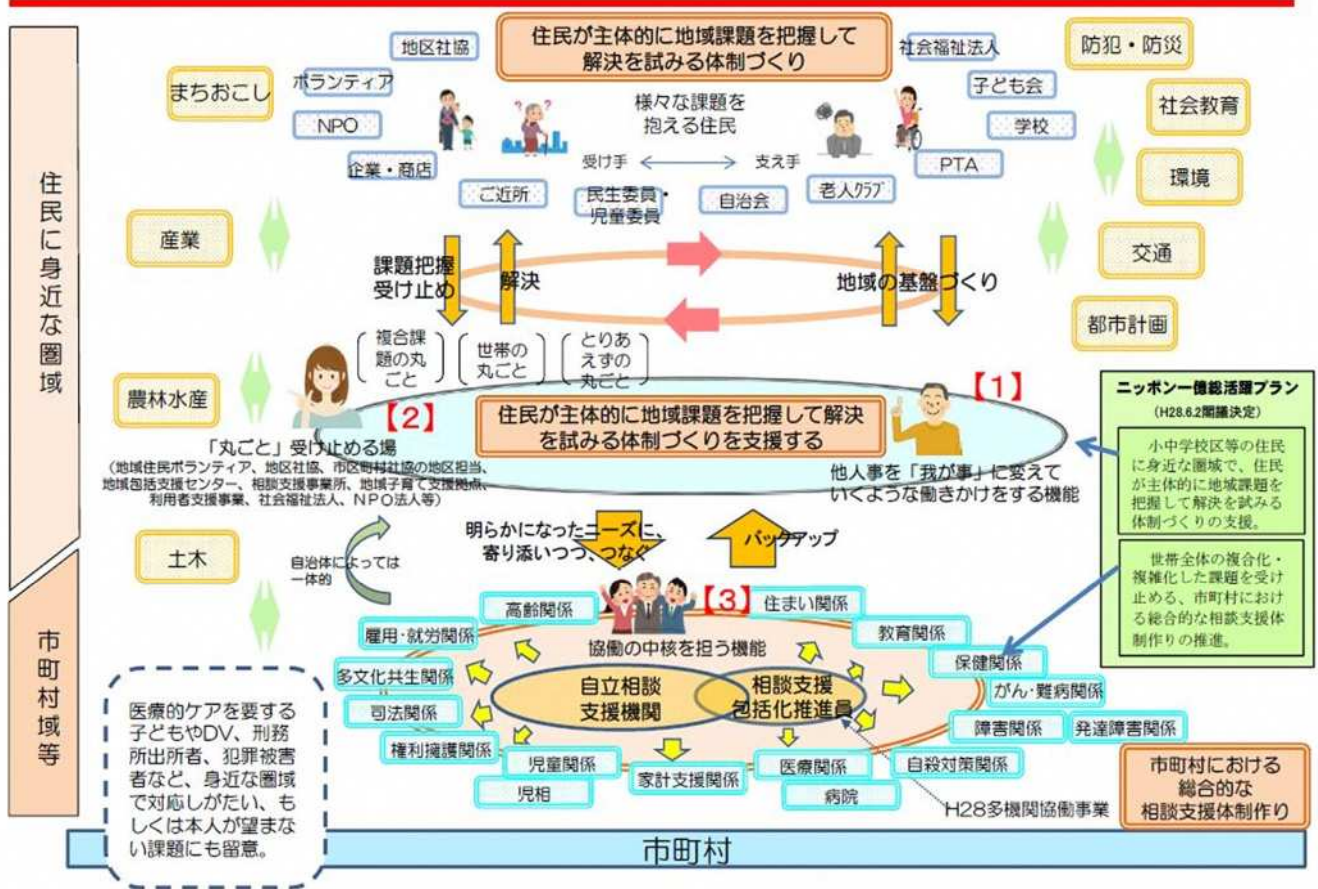 住民に身近な圏域
市町村域等
住民が主体的に地域課題を把握して
解決を試みる体制づくり
地区社協
ボランティア
まちおこし
NPO
企業・商店
ご近所
様々な課題を
抱える住民
受け手
支え手
民生委員・
児童委員
自治会
老人クラブ
社会福祉法人
子ども会
学校
PTA
防犯・防災
社会教育
環境
交通
都市計画
産業
農林水産
土木
課題把握
受け止め
解決
地域の基盤づくり
複合課
題の丸
ごと
世帯の
丸ごと
とりあ
えずの
丸ごと
【2】
住民が主体的に地域課題を把握して解決
を試みる体制づくりを支援する
【1】
「丸ごと」受け止める場
(地域住民ボランティア、地区社協、市区町村社協の地区担当、
地域包括支援センター、相談支援事業所、地域子育て支援拠点、
利用者支援事業、社会福祉法人、NPO法人等)
他人事を「我が事」に変えて
いくような働きかけをする機能
ニッポン一億総活躍プラン
(H28.6.2閣議決定)
小中学校区等の住民
に身近な圏域で、住民
が主体的に地域課題を
把握して解決を試みる
体制づくりの支援。
世帯全体の複合化・
複雑化した課題を受け
止める、市町村におけ
る総合的な相談支援体
制作りの推進。
明らかになったニーズに、
寄り添いつつ、つなぐ
バックアップ
自治体によっては
一体的
【3】
協働の中核を担う機能
自立相談
支援機関
相談支援
包括化推進員
高齢関係
雇用・就労関係
多文化共生関係
司法関係
権利擁護関係
児童関係
児相
家計支援関係
医療関係
病院
自殺対策関係
障害関係
発達障害関係
がん・難病関係
保健関係
教育関係
住まい関係
H28多機関協働事業
市町村における
総合的な
相談支援体制作り
医療的ケアを要する
子どもやDV、刑務
所出所者、犯罪被害
者など、身近な圏域
で対応しがたい、も
しくは本人が望まな
い課題にも留意。
市町村